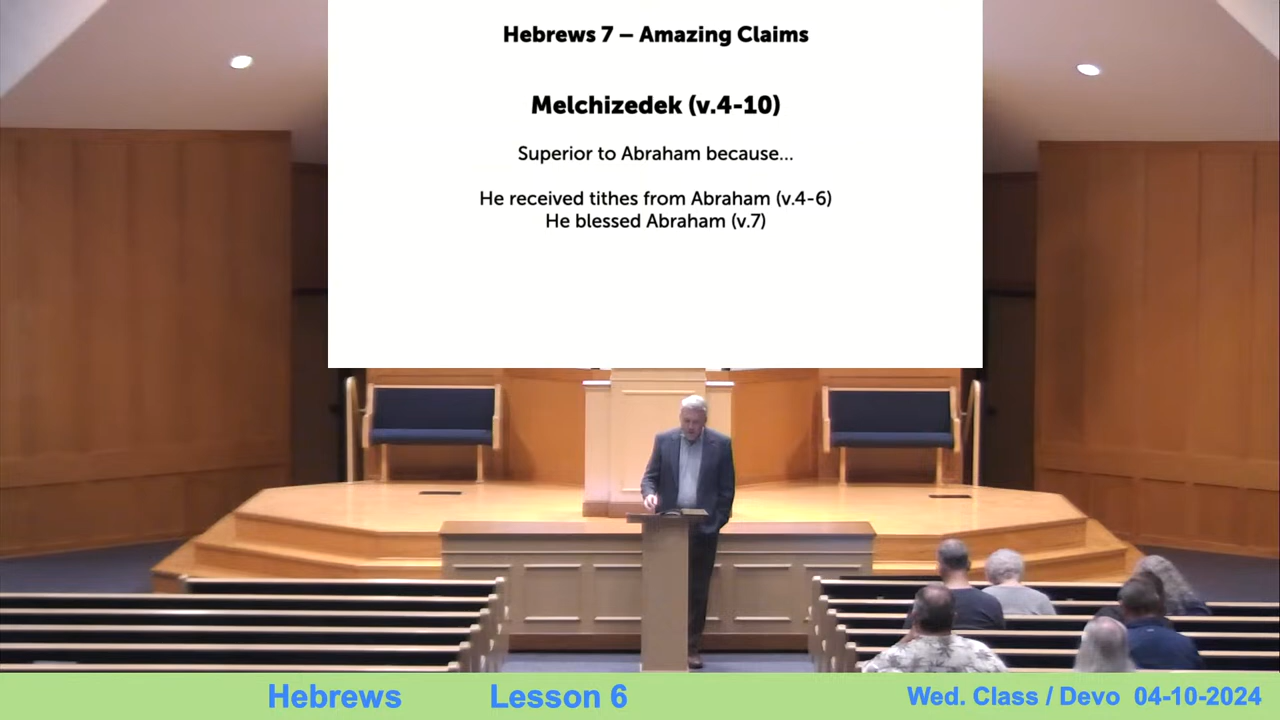 Hebrews 7 – Amazing Claims
Melchizedek (v.4-10)
Superior to Abraham because...
He received tithes from Abraham (v.4-6)
He blessed Abraham (v.7)
Hebrews Lesson 6 Wed. Class / Devo 04-10-2024